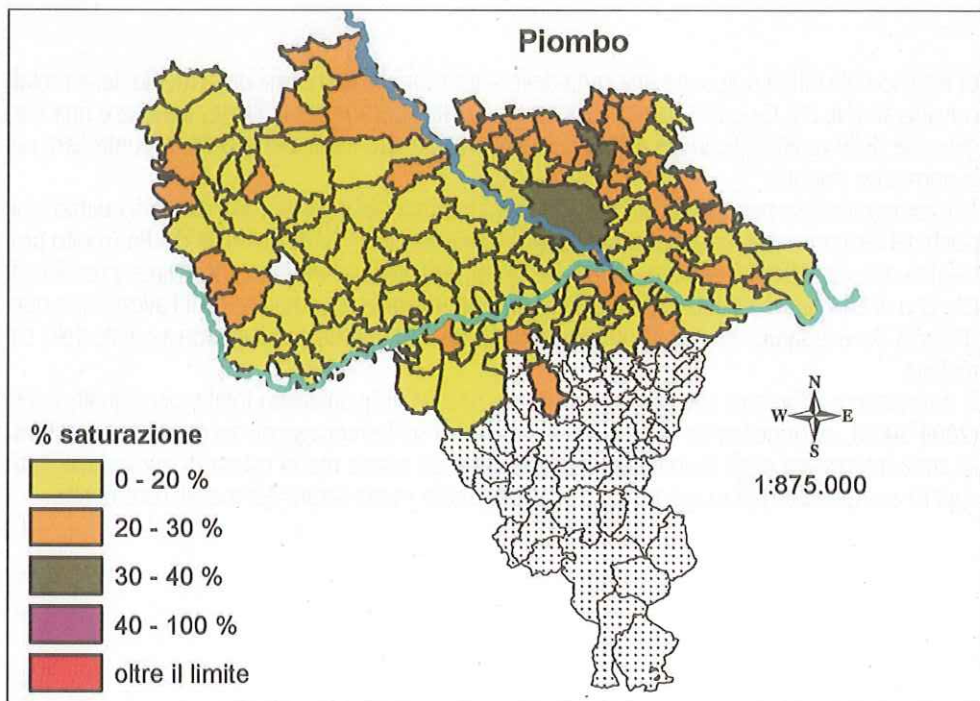 Piombo
N
W E
S
1:875.000
% saturazione
0 - 20 %
20 - 30 %
30 - 40 %
40 - 100 %
oltre il limite